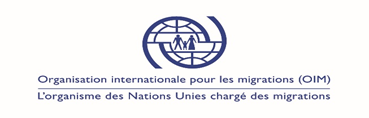 Organisation internationale pour les migrations (OIM)
L'organisme des Nations Unies chargé des migrations